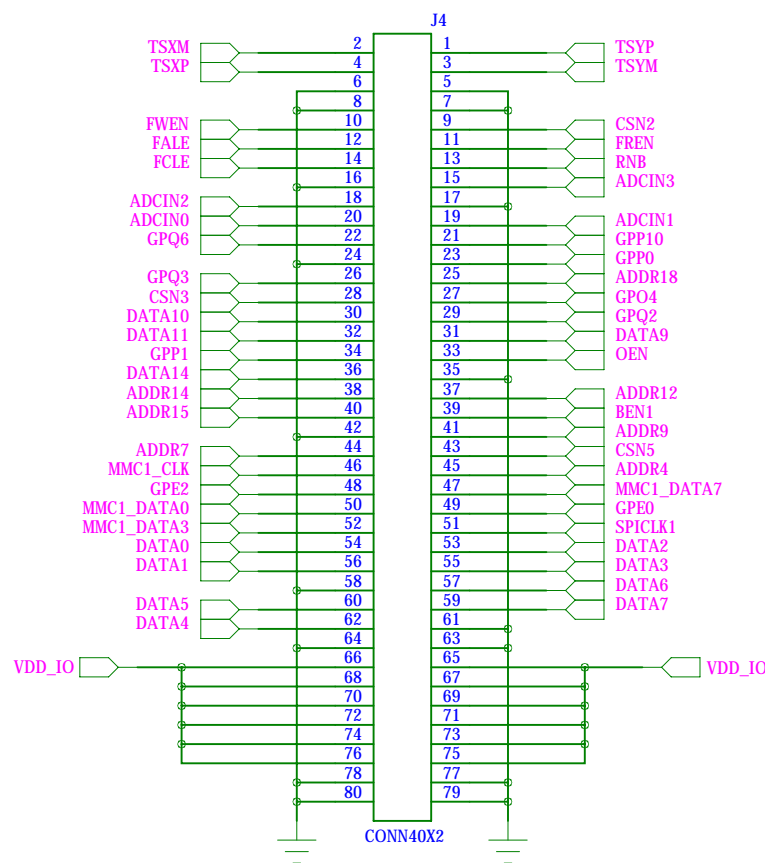 J4
TSXM 2 1 TSYP
TSXP 4 3 TSYM
6 5
8 7
FWEN 10 9 CSN2
FALE 12 11 FREN
FCLE 14 13 RNB
16 15 ADCIN3
ADCIN2 18 17
ADCIN0 20 19 ADCIN1
GPQ6 22 21 GPP10
24 23 GPP0
GPQ3 26 25 ADDR18
CSN3 28 27 GPO4
DATA10 30 29 GPQ2
DATA11 32 31 DATA9
GPP1 34 33 OEN
DATA14 36 35
ADDR14 38 37 ADDR12
ADDR15 40 39 BEN1
42 41 ADDR9
ADDR7 44 43 CSN5
MMC1_CLK 46 45 ADDR4
GPE2 48 47 MMC1_DATA7
MMC1_DATA0 50 49 GPE0
MMC1_DATA3 52 51 SPICLK1
DATA0 54 53 DATA2
DATA1 56 55 DATA3
58 57 DATA6
DATA5 60 59 DATA7
DATA4 62 61
64 63
VDD_IO 66 65 VDD_IO
68 67
70 69
72 71
74 73
76 75
78 77
80 79
CONN40X2